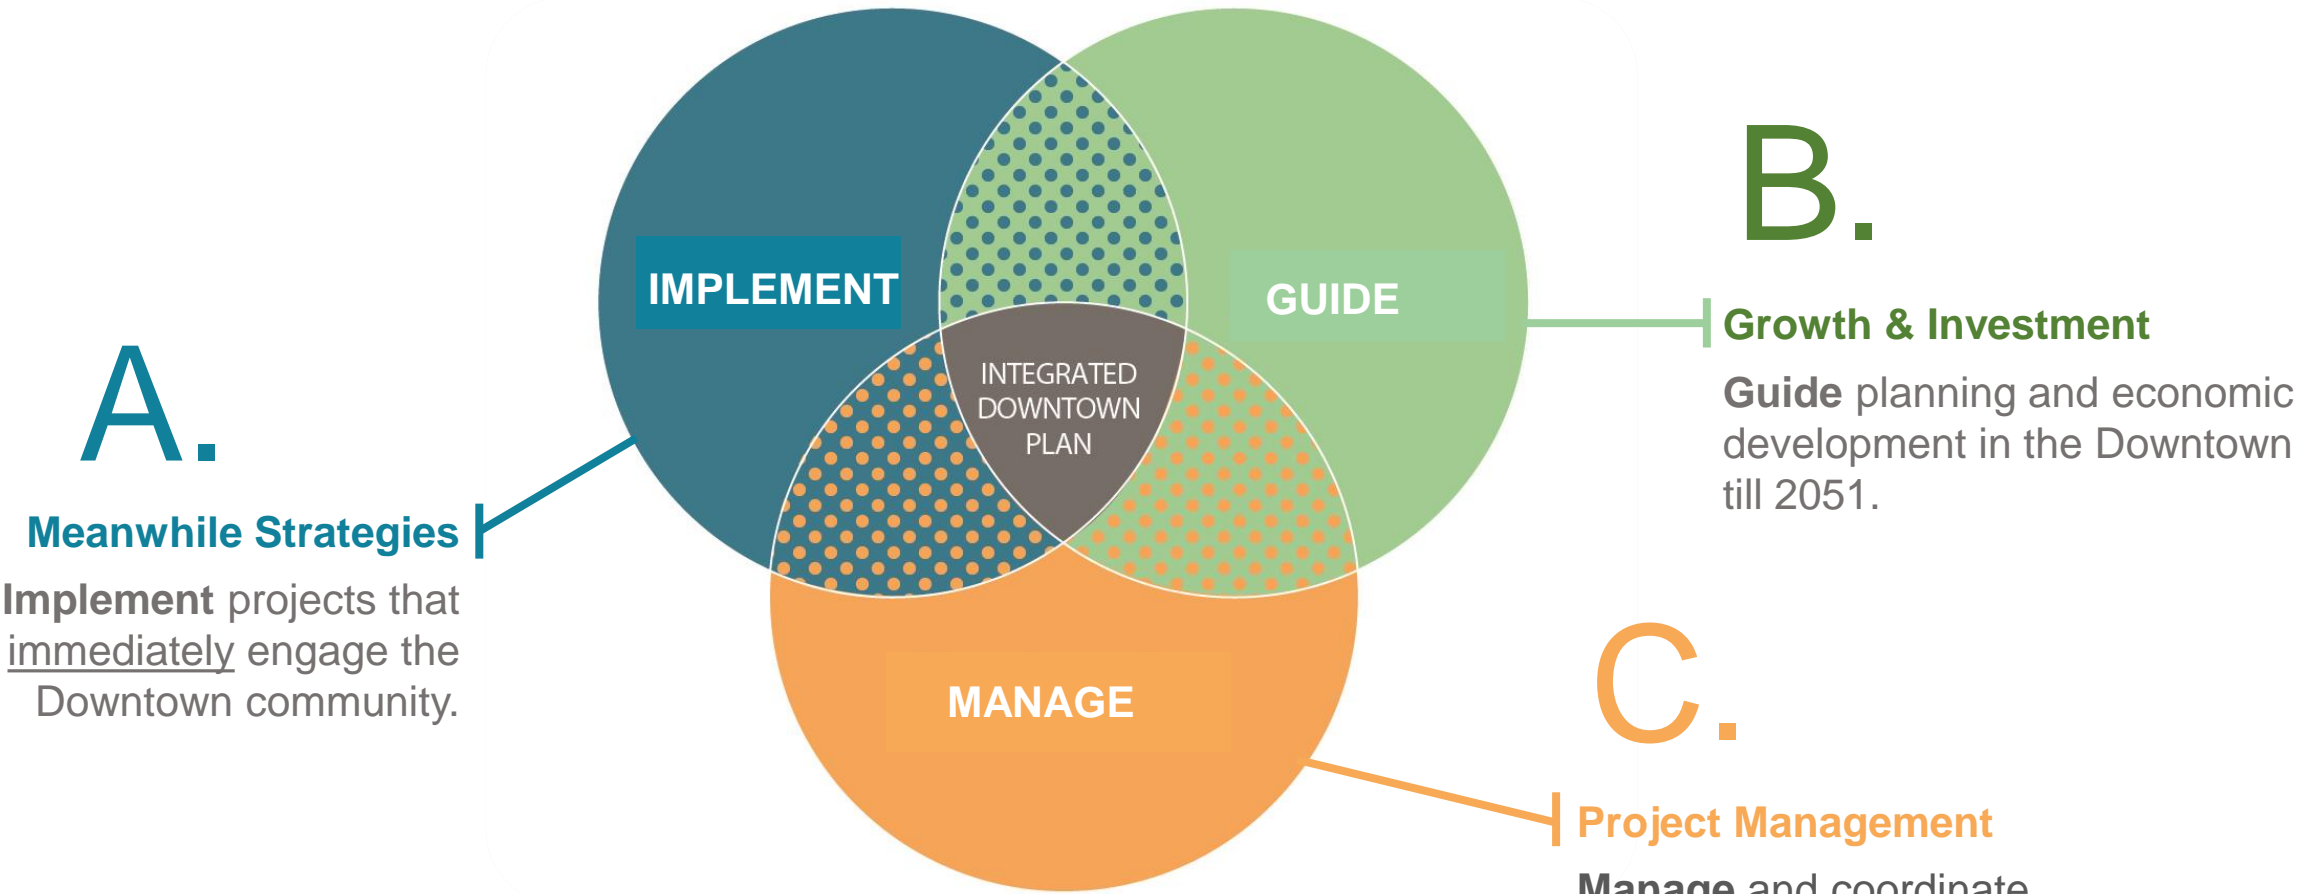 IMPLEMENT
GUIDE
INTEGRATED
DOWNTOWN
PLAN
MANAGE
A.
Meanwhile Strategies
Implement projects that
immediately engage the
Downtown community.
B.
Growth & Investment
Guide planning and economic
development in the Downtown
till 2051.
C.
Project Management
Manage and coordinate